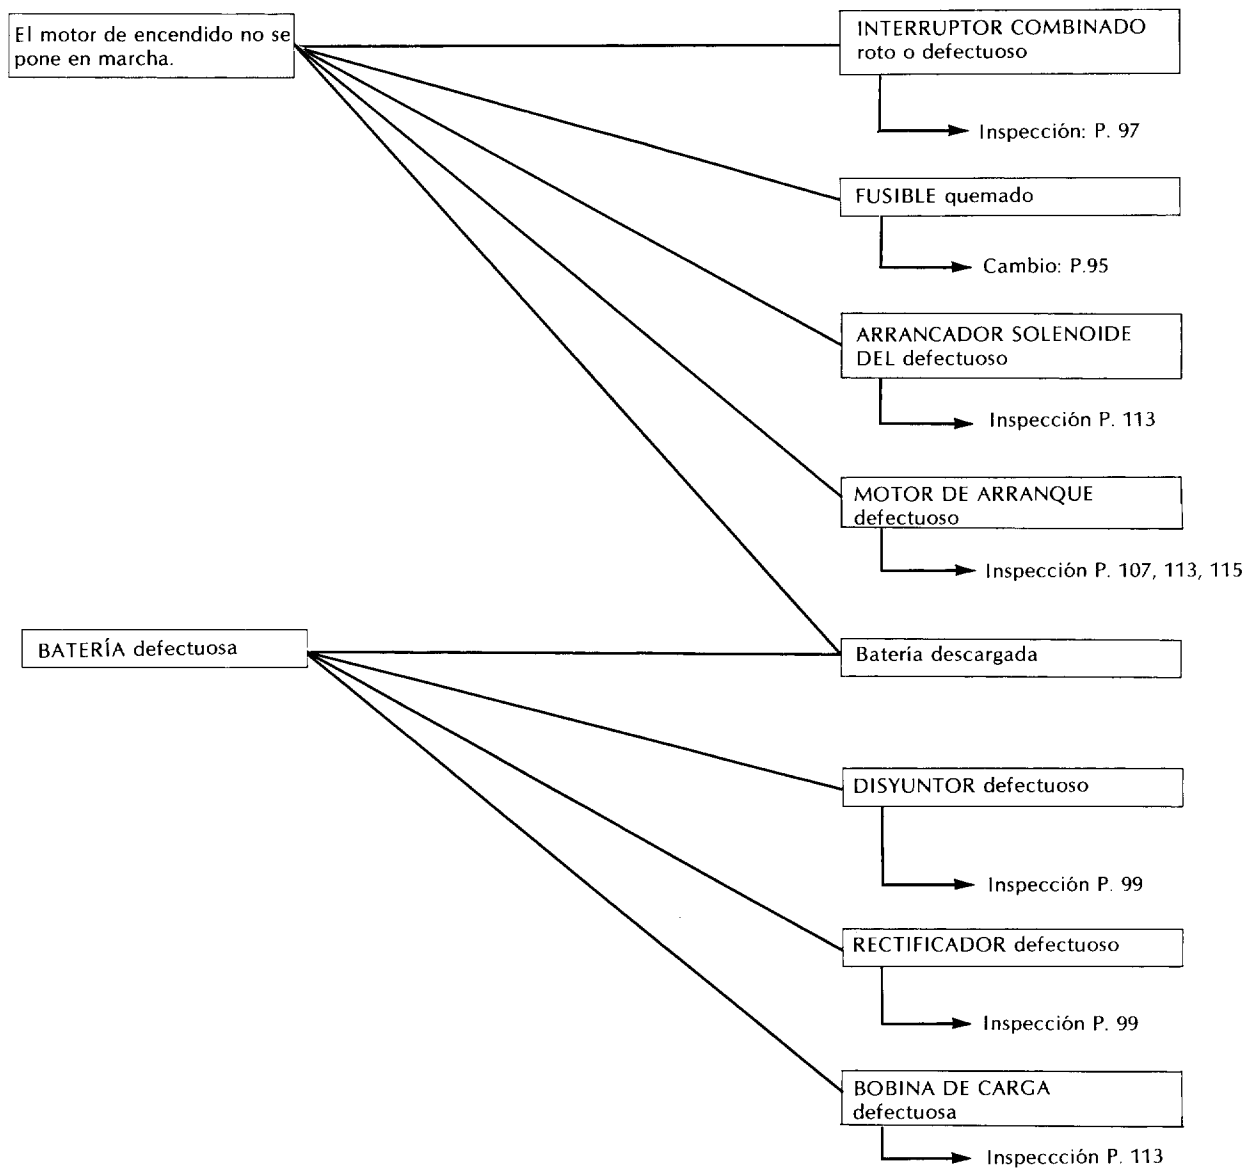 El motor de encendido no se
pone en marcha.
INTERRUPTOR COMBINADO
roto o defectuoso
Inspección: P. 97
FUSIBLE quemado
Cambio: P.95
ARRANCADOR SOLENOIDE
DEL defectuoso
Inspección P. 113
MOTOR DE ARRANQUE
defectuoso
Inspección P. 107, 113, 115
BATERÍA defectuosa
Batería descargada
DISYUNTOR defectuoso
Inspección P. 99
RECTIFICADOR defectuoso
Inspección P. 99
BOBINA DE CARGA
defectuosa
Inspeccción P. 113